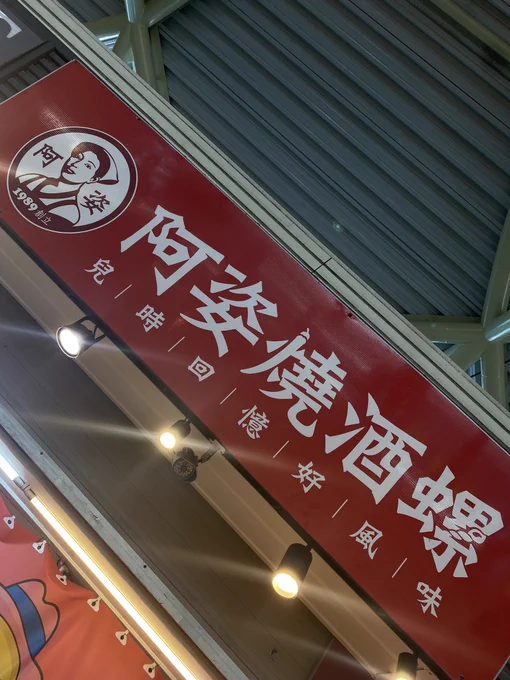 阿姿
1989創立
阿姿燒酒螺
兒 | 時 | 回 | 憶 | 好 | 風 | 味